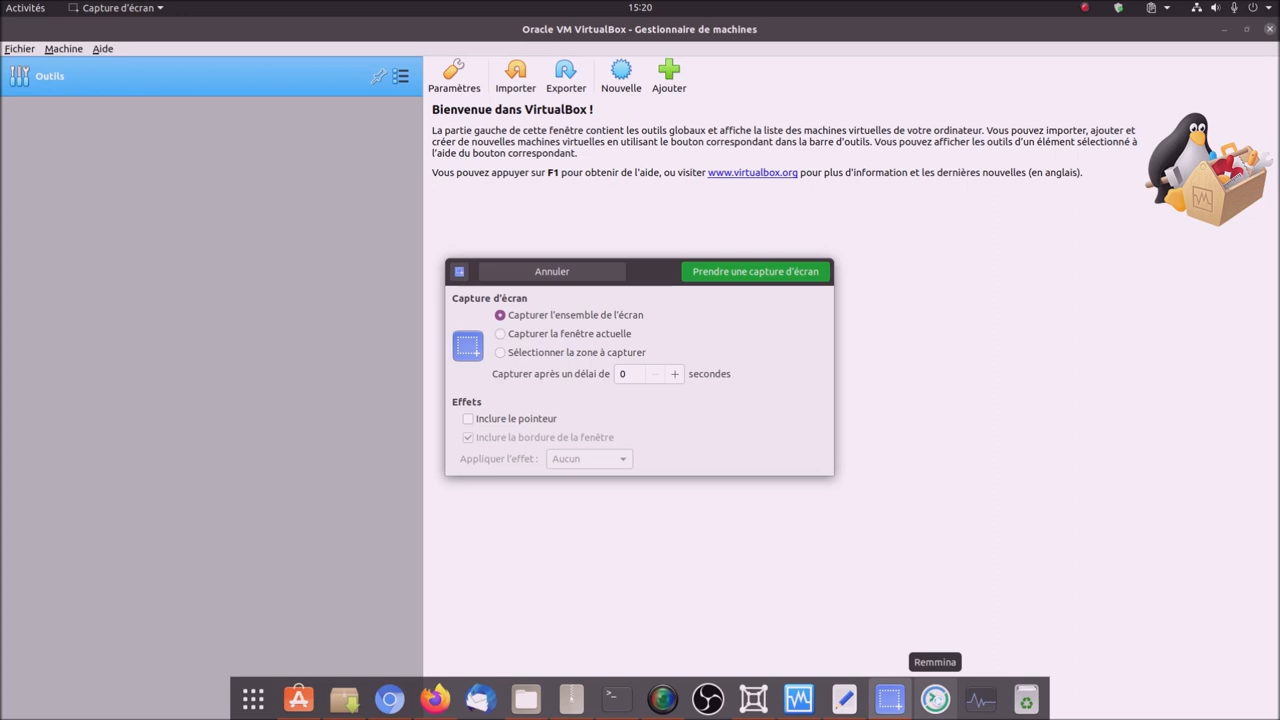 Activités
Capture d'écran
15:20
Oracle VM VirtualBox - Gestionnaire de machines
Fichier Machine Aide
Outils
Paramètres
Importer
Exporter
Nouvelle
Ajouter
Bienvenue dans VirtualBox !
La partie gauche de cette fenêtre contient les outils globaux et affiche la liste des machines virtuelles de votre ordinateur. Vous pouvez importer, ajouter et
créer de nouvelles machines virtuelles en utilisant le bouton correspondant dans la barre d'outils. Vous pouvez afficher les outils d'un élément sélectionné à
l'aide du bouton correspondant.
Vous pouvez appuyer sur F1 pour obtenir de l'aide, ou visiter www.virtualbox.org pour plus d'information et les dernières nouvelles (en anglais).
Annuler
Prendre une capture d'écran
Capture d'écran
Capturer l'ensemble de l'écran
Capturer la fenêtre actuelle
Sélectionner la zone à capturer
Capturer après un délai de 0 secondes
Effets
Inclure le pointeur
Inclure la bordure de la fenêtre
Appliquer l'effet : Aucun
Remmina